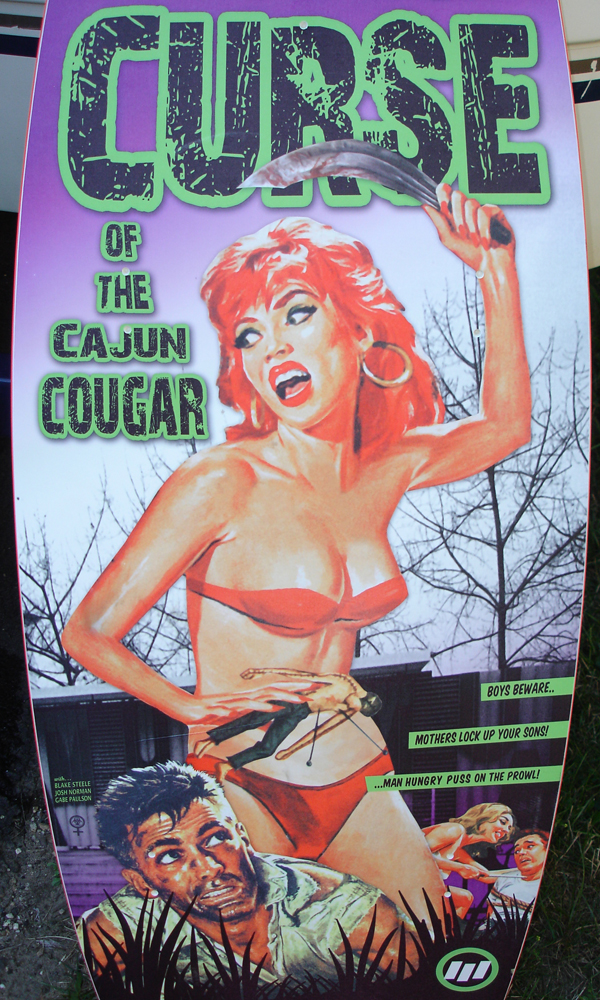 CURSE
OF
THE
CAJUN
COUGAR
BOYS BEWARE..
MOTHERS LOCK UP YOUR SONS!
...MAN HUNGRY PUSS ON THE PROWL!
with...
BLAKE STEELE
JOSH NORMAN
GABE PAULSON